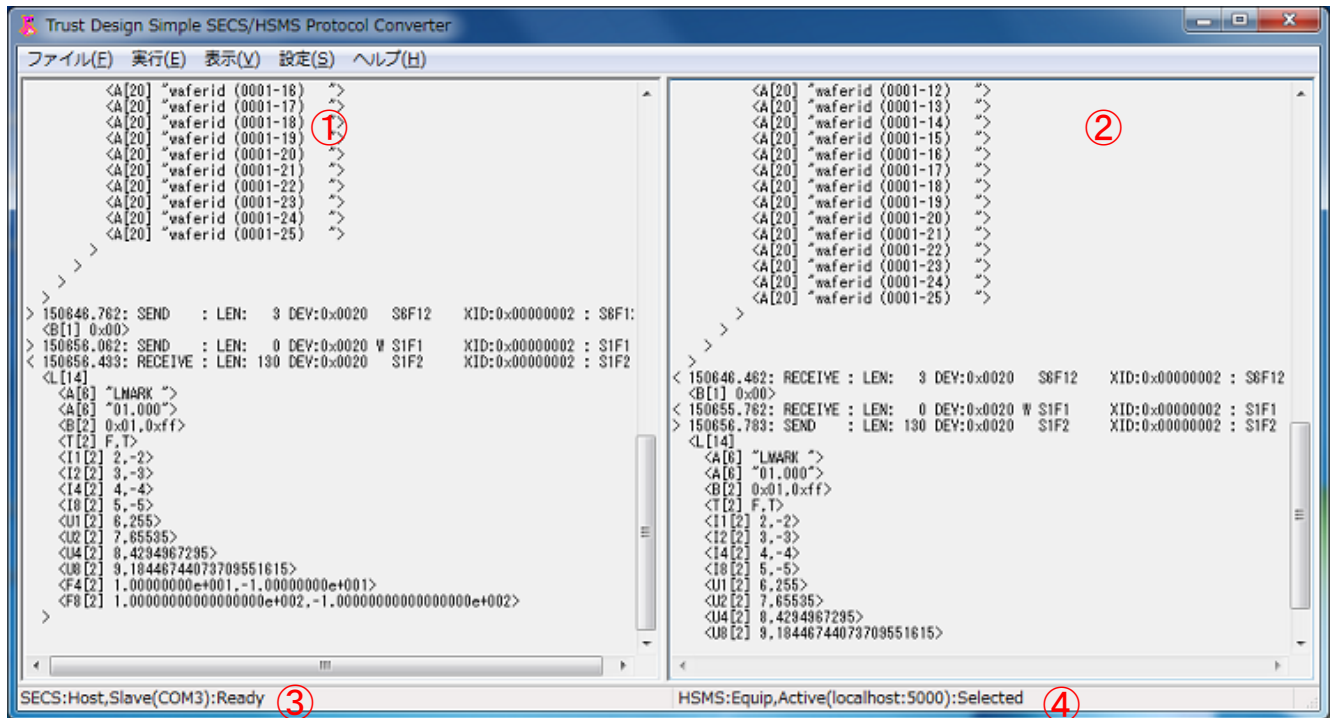 Trust Design Simple SECS/HSMS Protocol Converter
ファイル(F) 実行(E) 表示(V) 設定(S) ヘルプ(H)
<A[20] "waferid (0001-16)   ">
<A[20] "waferid (0001-17)   ">
<A[20] "waferid (0001-18)   ">
<A[20] "waferid (0001-19)   ">
<A[20] "waferid (0001-20)   ">
<A[20] "waferid (0001-21)   ">
<A[20] "waferid (0001-22)   ">
<A[20] "waferid (0001-23)   ">
<A[20] "waferid (0001-24)   ">
<A[20] "waferid (0001-25)   ">
>
>
>
>
> 150646.762: SEND    : LEN:   3 DEV:0x0020   S6F12    XID:0x00000002 : S6F1
<B[1] 0x00>
> 150656.062: SEND    : LEN:   0 DEV:0x0020 W S1F1     XID:0x00000002 : S1F1
< 150656.433: RECEIVE : LEN: 130 DEV:0x0020   S1F2     XID:0x00000002 : S1F2
<L[14]
<A[6] "LMARK ">
<A[6] "01.000">
<B[2] 0x01,0xff>
<T[2] F,T>
<I1[2] 2,-2>
<I2[2] 3,-3>
<I4[2] 4,-4>
<I8[2] 5,-5>
<U1[2] 6,255>
<U2[2] 7,65535>
<U4[2] 8,4294967295>
<U8[2] 9,18446744073709551615>
<F4[2] 1.00000000e+001,-1.00000000e+001>
<F8[2] 1.0000000000000000e+002,-1.0000000000000000e+002>
>
①
<A[20] "waferid (0001-12)   ">
<A[20] "waferid (0001-13)   ">
<A[20] "waferid (0001-14)   ">
<A[20] "waferid (0001-15)   ">
<A[20] "waferid (0001-16)   ">
<A[20] "waferid (0001-17)   ">
<A[20] "waferid (0001-18)   ">
<A[20] "waferid (0001-19)   ">
<A[20] "waferid (0001-20)   ">
<A[20] "waferid (0001-21)   ">
<A[20] "waferid (0001-22)   ">
<A[20] "waferid (0001-23)   ">
<A[20] "waferid (0001-24)   ">
<A[20] "waferid (0001-25)   ">
>
>
>
>
< 150646.462: RECEIVE : LEN:   3 DEV:0x0020   S6F12    XID:0x00000002 : S6F12
<B[1] 0x00>
< 150655.762: RECEIVE : LEN:   0 DEV:0x0020 W S1F1     XID:0x00000002 : S1F1
> 150656.783: SEND    : LEN: 130 DEV:0x0020   S1F2     XID:0x00000002 : S1F2
<L[14]
<A[6] "LMARK ">
<A[6] "01.000">
<B[2] 0x01,0xff>
<T[2] F,T>
<I1[2] 2,-2>
<I2[2] 3,-3>
<I4[2] 4,-4>
<I8[2] 5,-5>
<U1[2] 6,255>
<U2[2] 7,65535>
<U4[2] 8,4294967295>
<U8[2] 9,18446744073709551615>
②
SECS:Host,Slave(COM3):Ready ③
HSMS:Equip,Active(localhost:5000):Selected ④